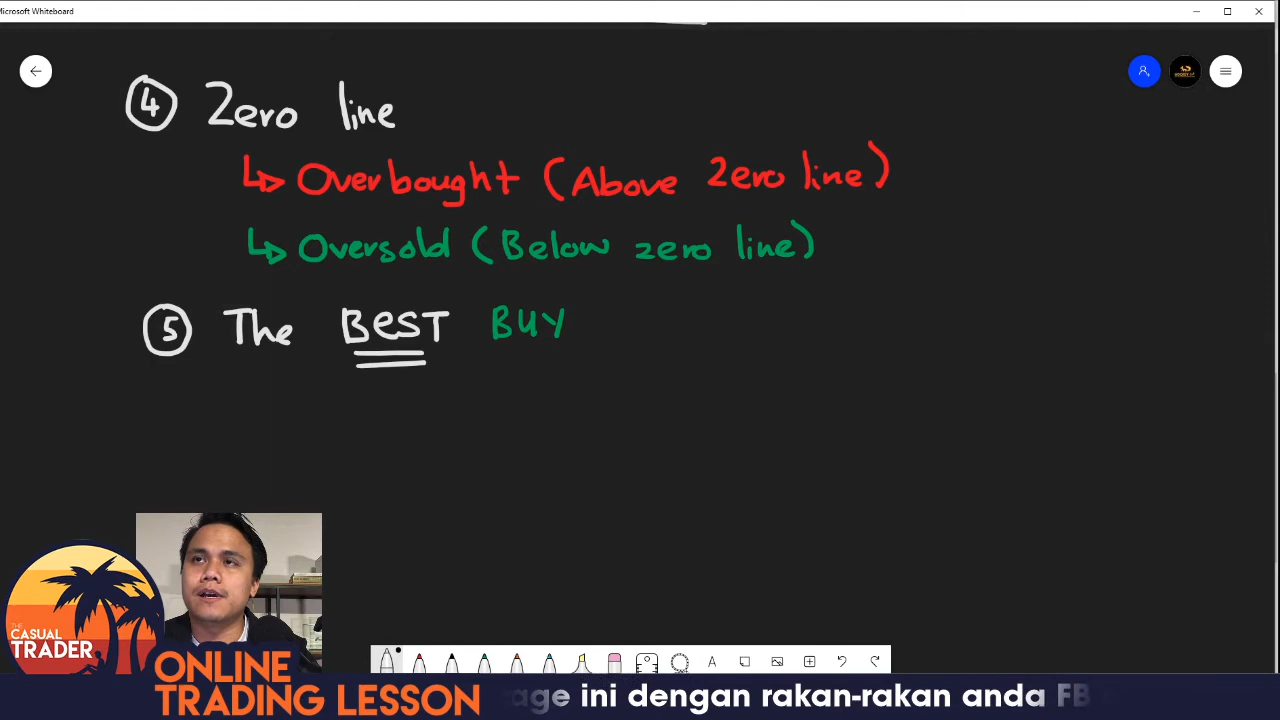 Microsoft Whiteboard
4 Zero line
↳ Overbought (Above Zero line)
↳ Oversold (Below zero line)
5 The BEST BUY
THE
CASUAL
TRADER
ONLINE
TRADING LESSON
ini dengan rakan-rakan anda FB